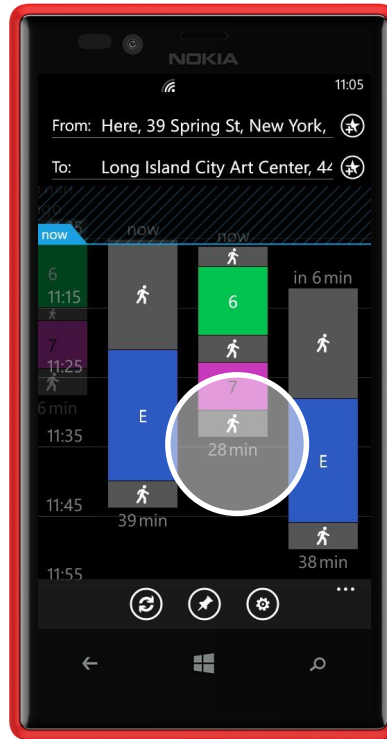 NOKIA
11:05
From: Here, 39 Spring St, New York,
To: Long Island City Art Center, 44
now
now
now
6
11:15
6
in 6 min
7
11:25
7
6 min
E
11:35
28 min
E
11:45
39 min
38 min
11:55
...